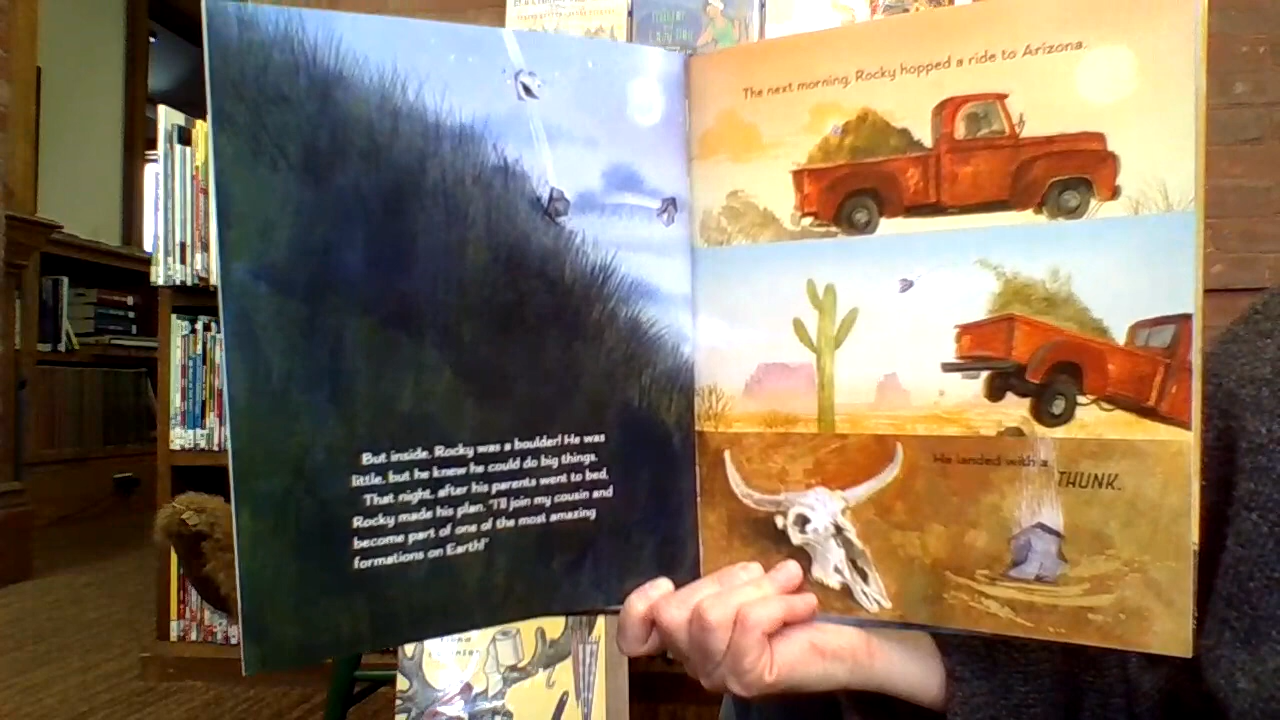 But inside, Rocky was a boulder! He was
little, but he knew he could do big things.
That night, after his parents went to bed,
Rocky made his plan. "I'll join my cousin and
become part of one of the most amazing
formations on Earth!"
The next morning, Rocky hopped a ride to Arizona.
He landed with a
THUNK.